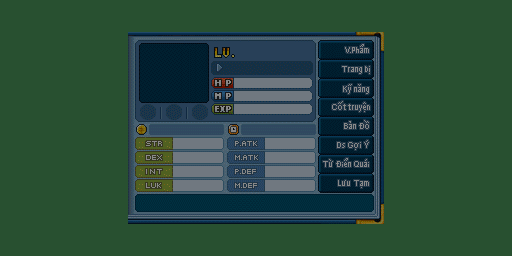 LV.
HP
MP
EXP
STR
DEX
INT
LUK
P.ATK
M.ATK
P.DEF
M.DEF
V.Phẩm
Trang bị
Kỹ năng
Cốt truyện
Bản Đồ
Ds Gợi Ý
Từ Điển Quái
Lưu Tạm